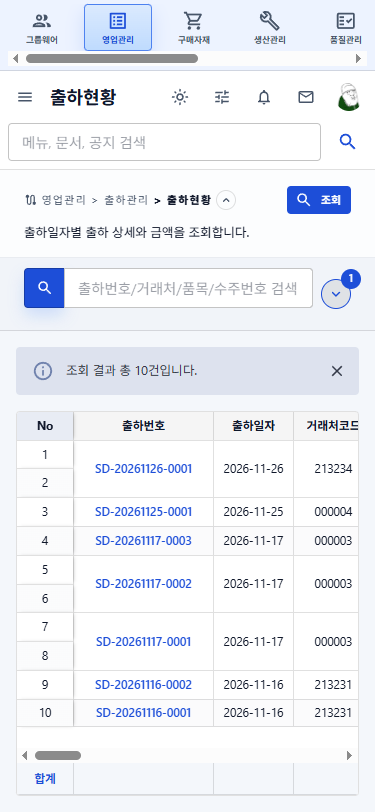 그룹웨어 영업관리 구매자재 생산관리 품질관리
출하현황
메뉴, 문서, 공지 검색
영업관리 > 출하관리 > 출하현황 조회
출하일자별 출하 상세와 금액을 조회합니다.
출하번호/거래처/품목/수주번호 검색 1
조회 결과 총 10건입니다.
No 출하번호 출하일자 거래처코드
1
2 SD-20261126-0001 2026-11-26 213234
3 SD-20261125-0001 2026-11-25 000004
4 SD-20261117-0003 2026-11-17 000003
5
6 SD-20261117-0002 2026-11-17 000003
7
8 SD-20261117-0001 2026-11-17 000003
9 SD-20261116-0002 2026-11-16 213231
10 SD-20261116-0001 2026-11-16 213231
합계